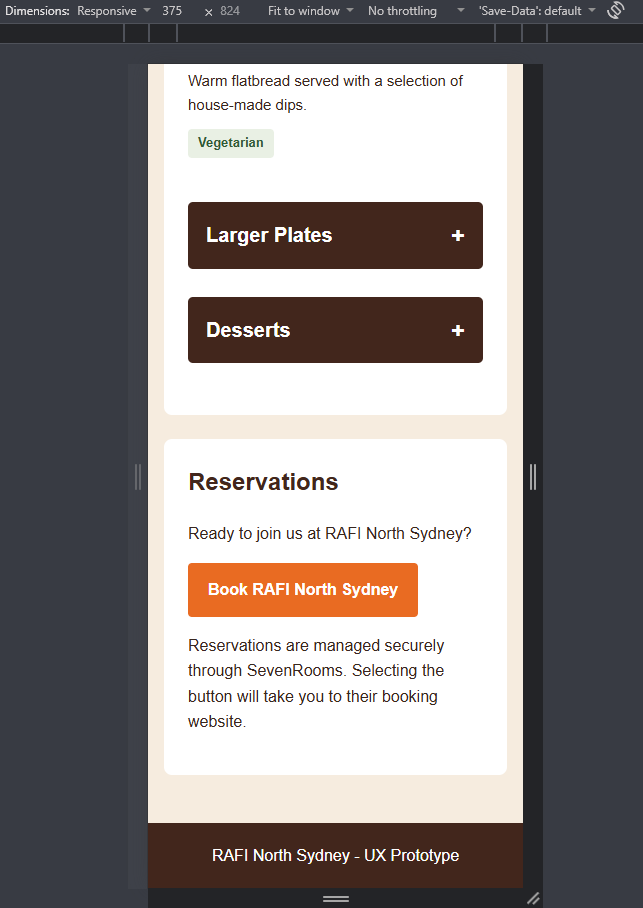 Dimensions: Responsive 375 × 824 Fit to window No throttling 'Save-Data': default
Warm flatbread served with a selection of
house-made dips.
Vegetarian
Larger Plates +
Desserts +
Reservations
Ready to join us at RAFI North Sydney?
Book RAFI North Sydney
Reservations are managed securely
through SevenRooms. Selecting the
button will take you to their booking
website.
RAFI North Sydney - UX Prototype